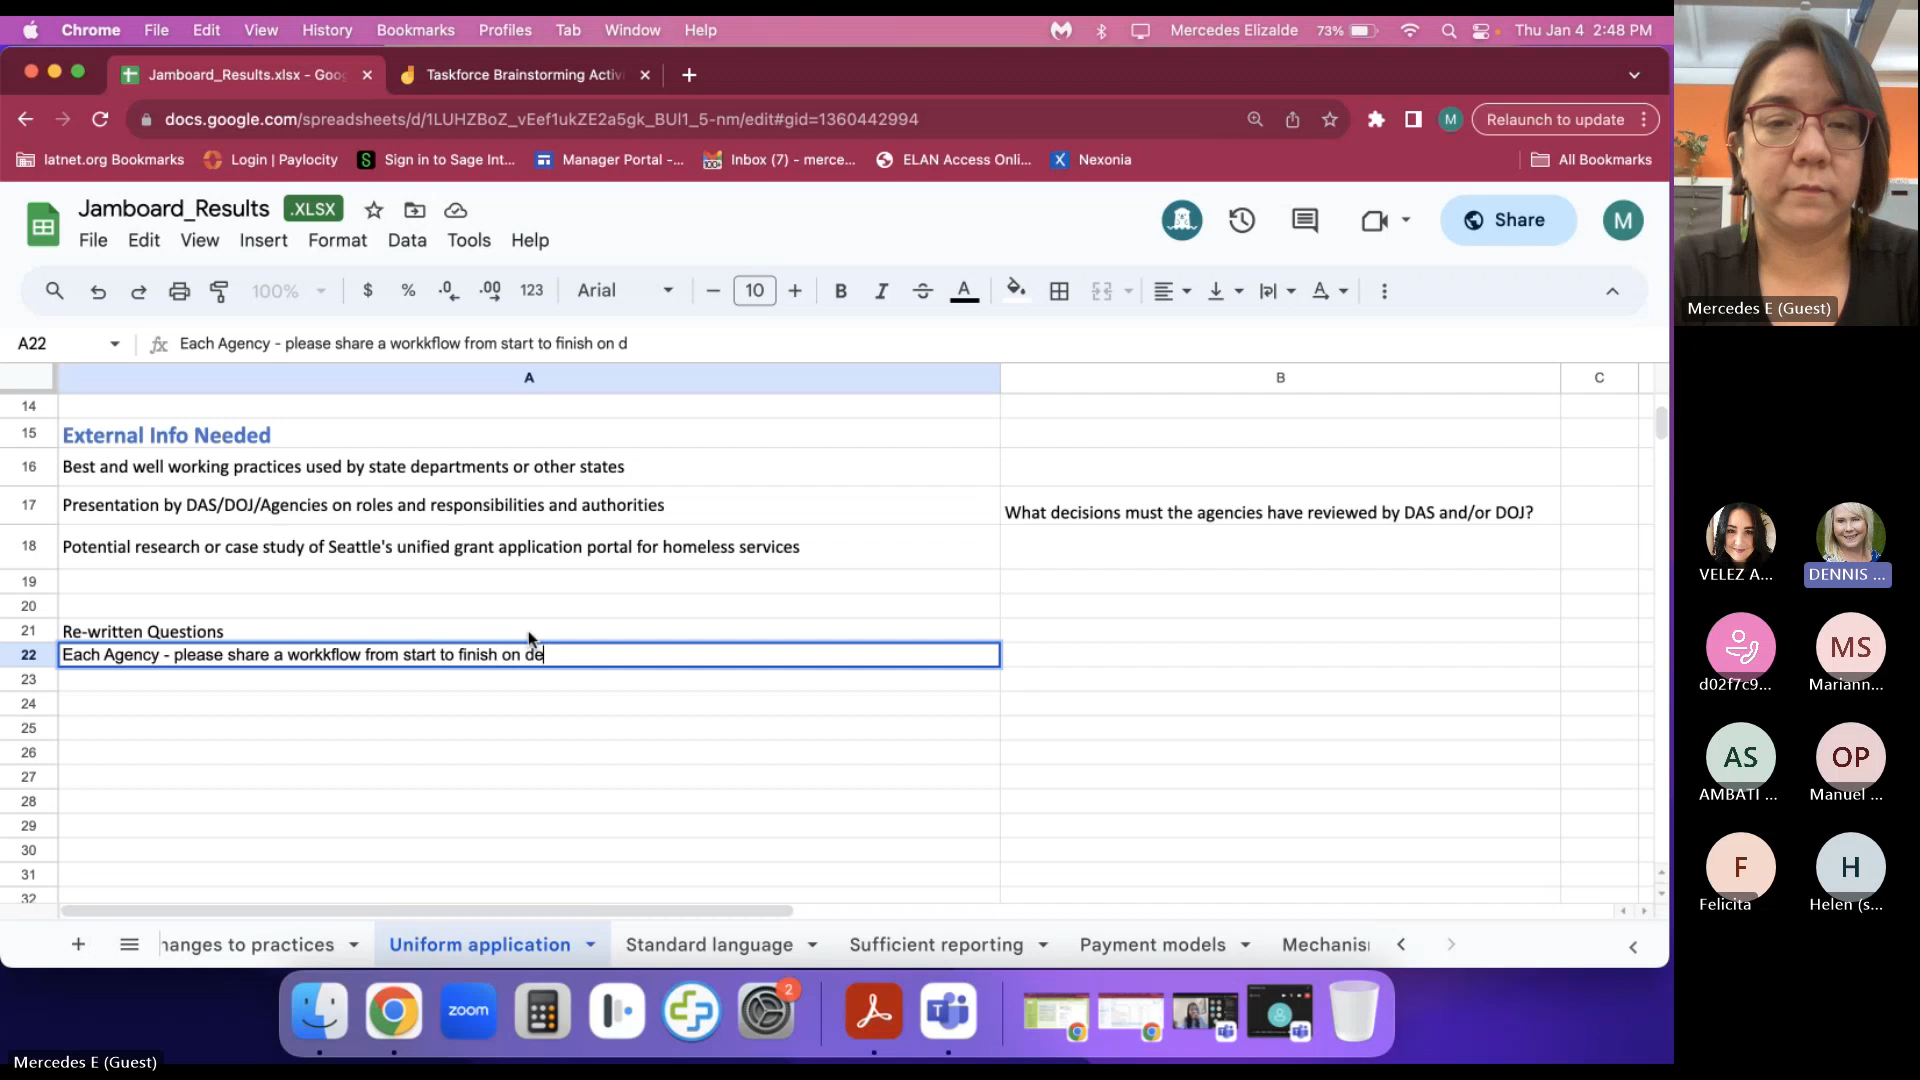 Chrome File Edit View History Bookmarks Profiles Tab Window Help Mercedes Elizalde 73% Thu Jan 4 2:48 PM
Jamboard_Results.xlsx - Goo Taskforce Brainstorming Activ
docs.google.com/spreadsheets/d/1LUHZBoZ_vEef1ukZE2a5gk_BUl1_5-nm/edit#gid=1360442994 M Relaunch to update
latnet.org Bookmarks Login | Paylocity Sign in to Sage Int... Manager Portal -... Inbox (7) - merce... ELAN Access Onli... Nexonia All Bookmarks
Jamboard_Results .XLSX
File Edit View Insert Format Data Tools Help
Share M
100% $ % .0 .00 123 Arial 10 B I A
A22 fx Each Agency - please share a workkflow from start to finish on d
A B C
14
15 External Info Needed
16 Best and well working practices used by state departments or other states
17 Presentation by DAS/DOJ/Agencies on roles and responsibilities and authorities What decisions must the agencies have reviewed by DAS and/or DOJ?
18 Potential research or case study of Seattle's unified grant application portal for homeless services
19
20
21 Re-written Questions
22 Each Agency - please share a workkflow from start to finish on de
23
24
25
26
27
28
29
30
31
32
hanges to practices Uniform application Standard language Sufficient reporting Payment models Mechanis
zoom
2
Mercedes E (Guest)
Mercedes E (Guest)
VELEZ A... DENNIS ...
MS
d02f7c9... Mariann...
AS OP
AMBATI ... Manuel ...
F H
Felicita Helen (s...